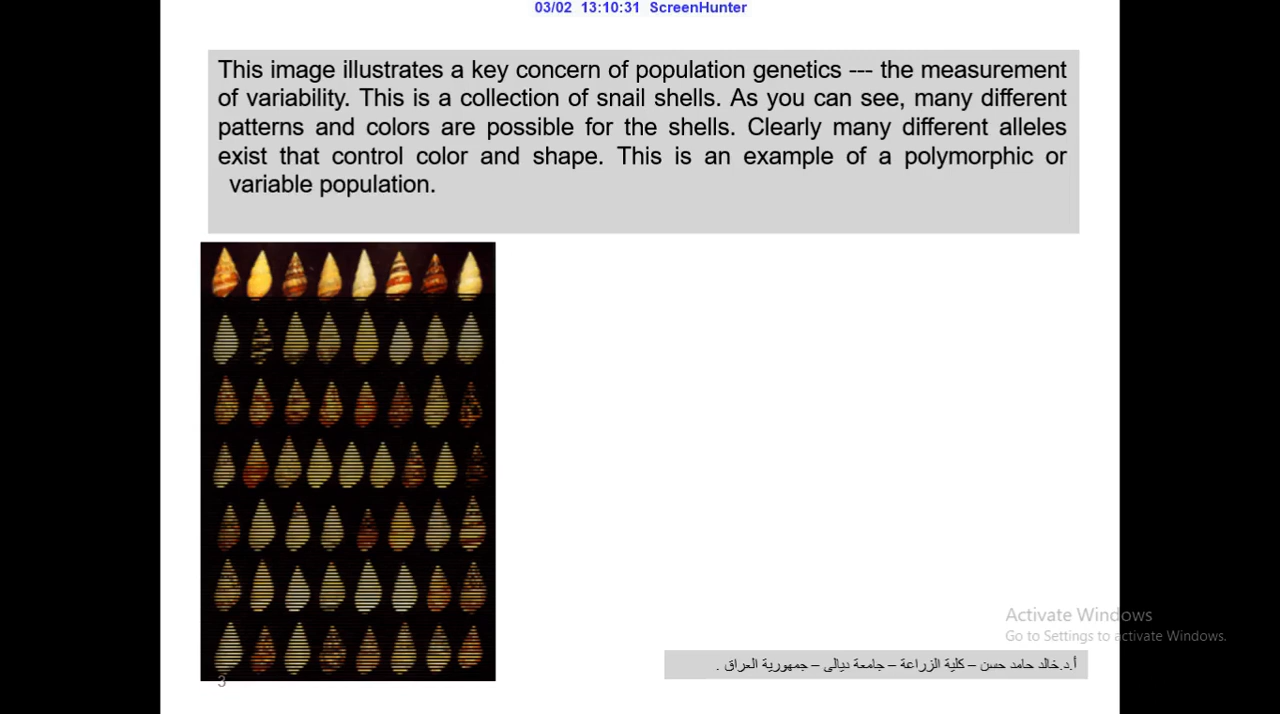 03/02 13:10:31 ScreenHunter
This image illustrates a key concern of population genetics --- the measurement
of variability. This is a collection of snail shells. As you can see, many different
patterns and colors are possible for the shells. Clearly many different alleles
exist that control color and shape. This is an example of a polymorphic or
variable population.
Activate Windows
Go to Settings to activate Windows.
أ.د.خالد حامد حسن – كلية الزراعة – جامعة ديالى – جمهورية العراق .
3